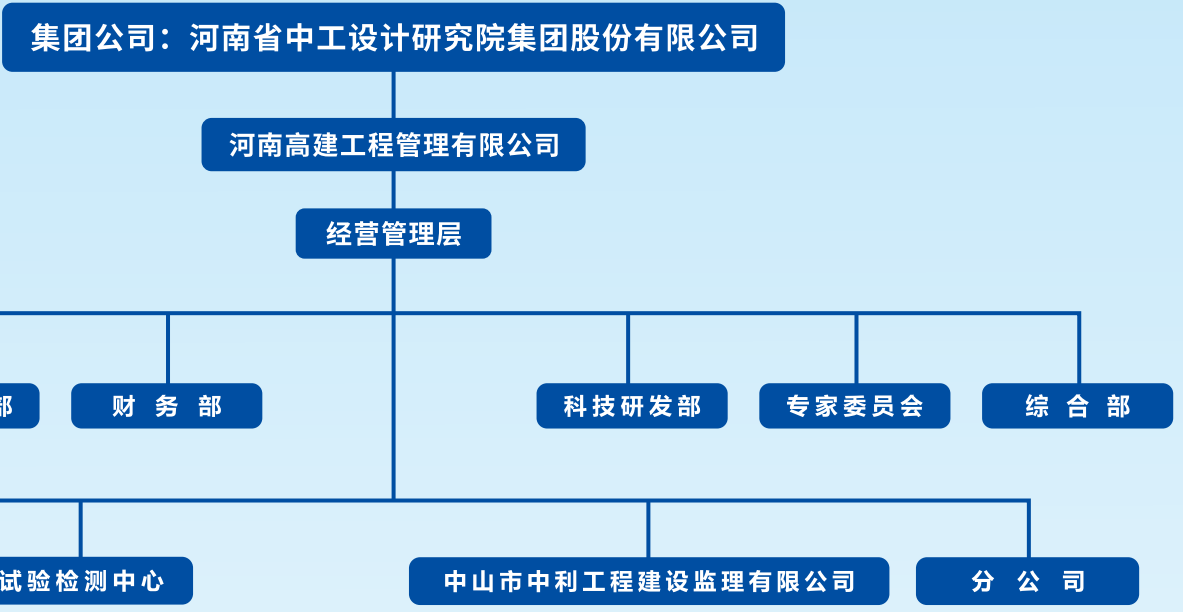 集团公司：河南省中工设计研究院集团股份有限公司
河南高建工程管理有限公司
经营管理层
部
财 务 部
科技研发部
专家委员会
综 合 部
试验检测中心
中山市中利工程建设监理有限公司
分 公 司